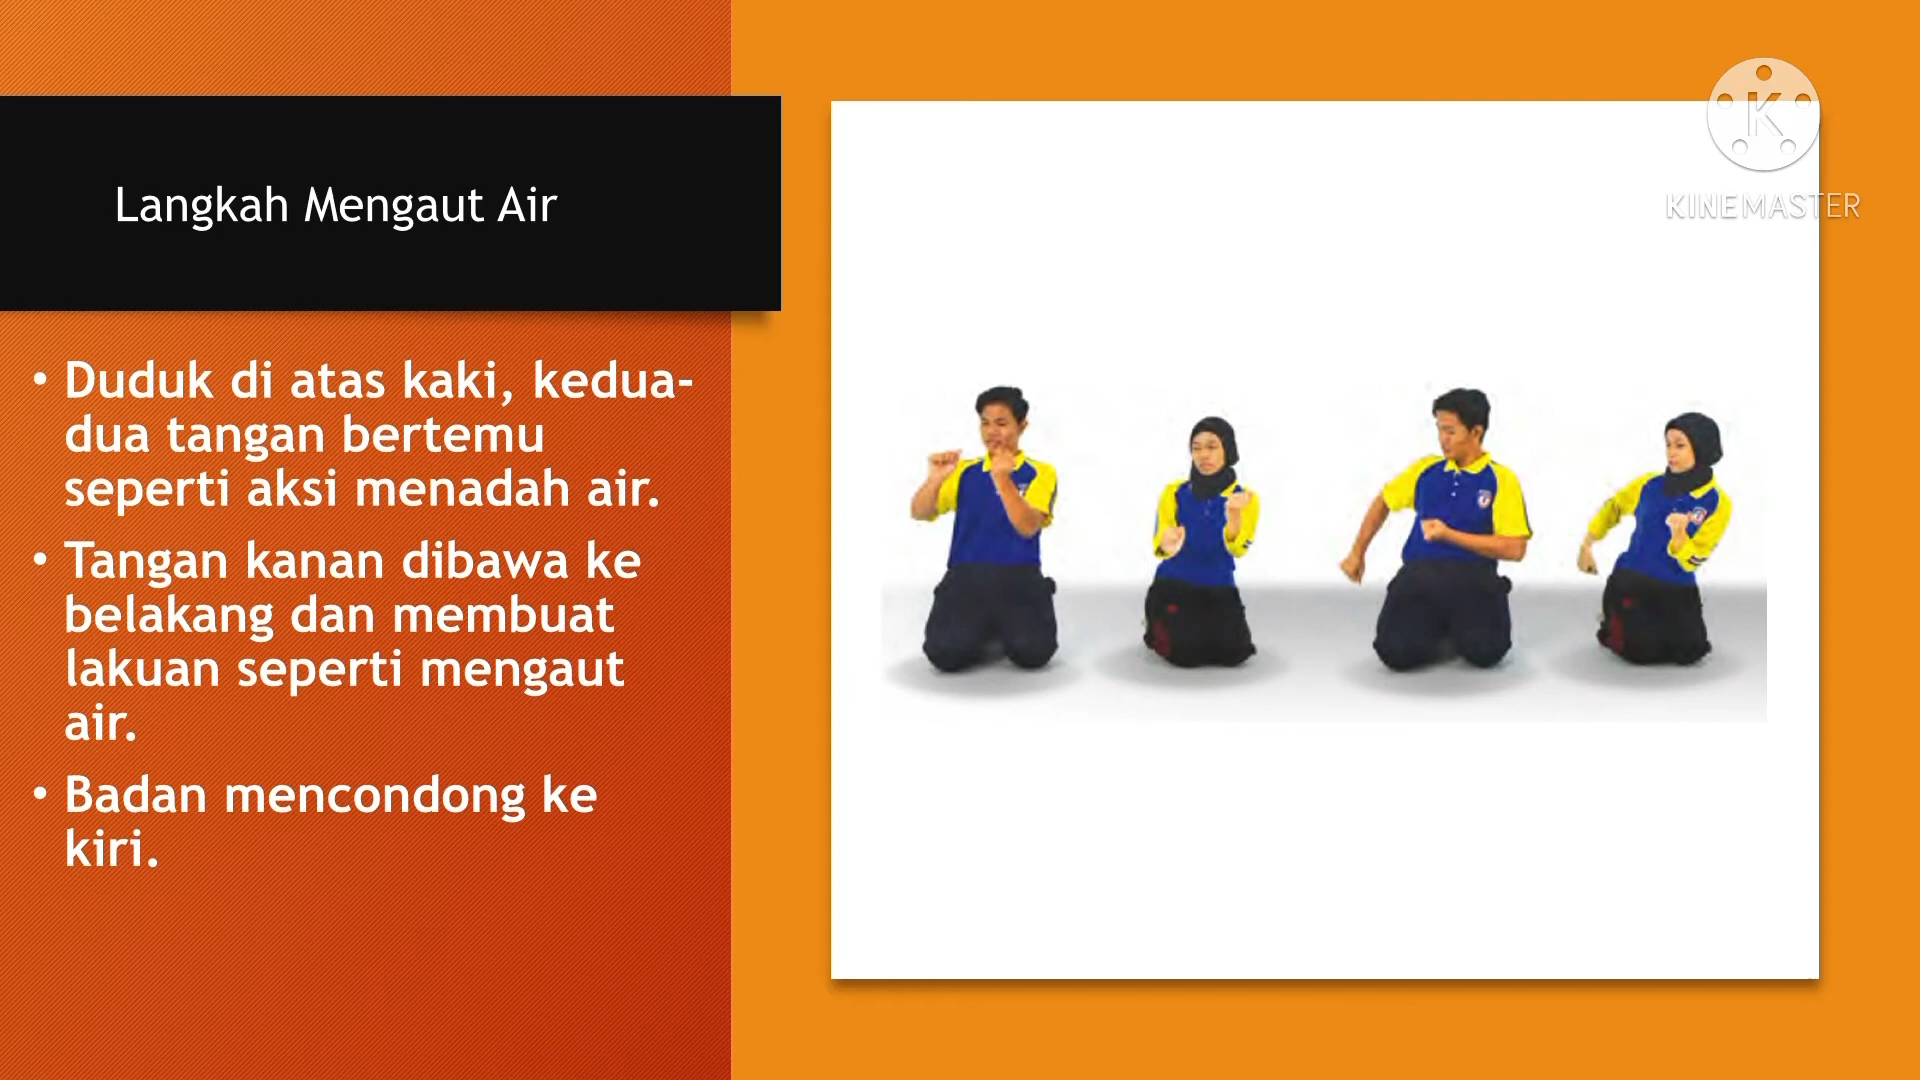 Langkah Mengaut Air
• Duduk di atas kaki, kedua-
dua tangan bertemu
seperti aksi menadah air.
• Tangan kanan dibawa ke
belakang dan membuat
lakuan seperti mengaut
air.
• Badan mencondong ke
kiri.
K
KINEMASTER